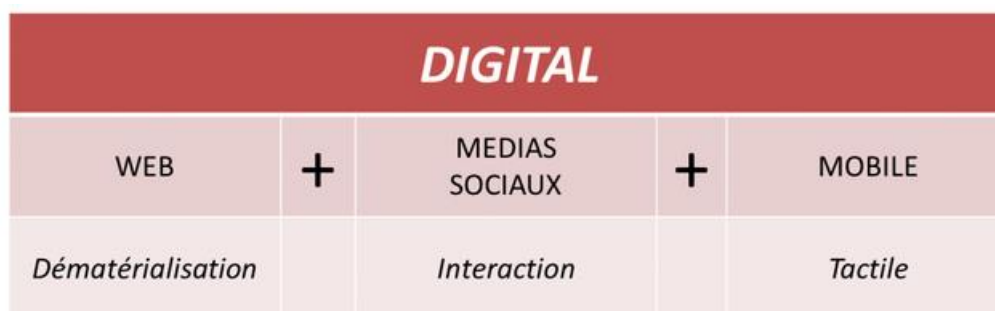 DIGITAL
WEB + MEDIAS SOCIAUX + MOBILE
Dématérialisation Interaction Tactile